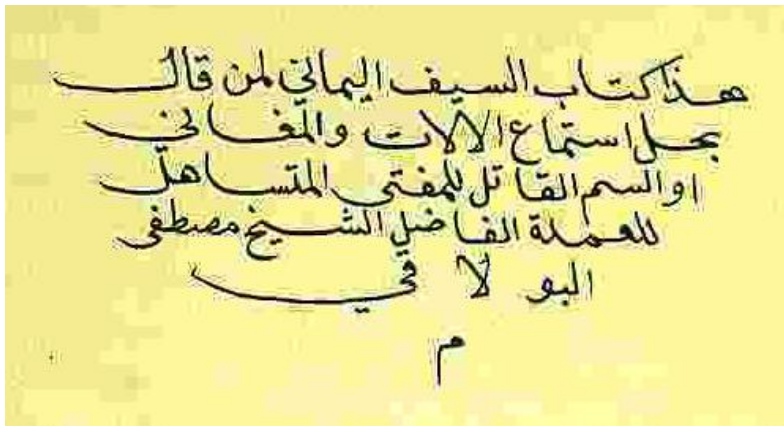 هذا كتاب السيف اليماني لمن قال
بحل استماع الالات والمغاني
او السم القاتل للمفتى المتساهل
للعمدة الفاضل الشيخ مصطفى
البولاقي
م